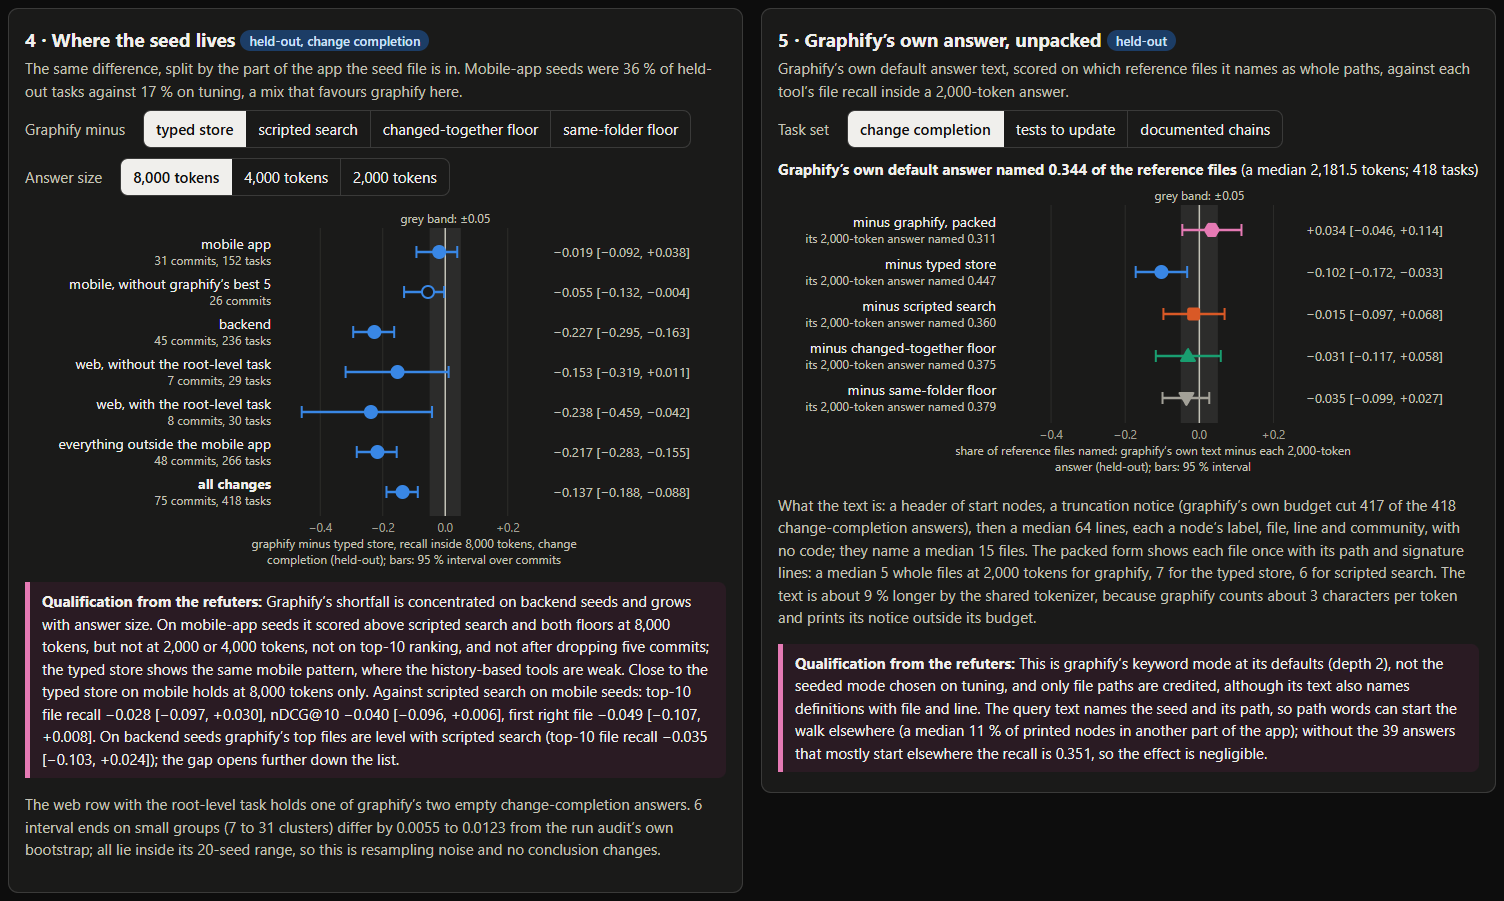 4 · Where the seed lives held-out, change completion
The same difference, split by the part of the app the seed file is in. Mobile-app seeds were 36 % of held-
out tasks against 17 % on tuning, a mix that favours graphify here.
Graphify minus typed store scripted search changed-together floor same-folder floor
Answer size 8,000 tokens 4,000 tokens 2,000 tokens
grey band: ±0.05
mobile app
31 commits, 152 tasks
−0.019 [−0.092, +0.038]
mobile, without graphify’s best 5
26 commits
−0.055 [−0.132, −0.004]
backend
45 commits, 236 tasks
−0.227 [−0.295, −0.163]
web, without the root-level task
7 commits, 29 tasks
−0.153 [−0.319, +0.011]
web, with the root-level task
8 commits, 30 tasks
−0.238 [−0.459, −0.042]
everything outside the mobile app
48 commits, 266 tasks
−0.217 [−0.283, −0.155]
all changes
75 commits, 418 tasks
−0.137 [−0.188, −0.088]
−0.4 −0.2 0.0 +0.2
graphify minus typed store, recall inside 8,000 tokens, change
completion (held-out); bars: 95 % interval over commits
Qualification from the refuters: Graphify’s shortfall is concentrated on backend seeds and grows
with answer size. On mobile-app seeds it scored above scripted search and both floors at 8,000
tokens, but not at 2,000 or 4,000 tokens, not on top-10 ranking, and not after dropping five commits;
the typed store shows the same mobile pattern, where the history-based tools are weak. Close to the
typed store on mobile holds at 8,000 tokens only. Against scripted search on mobile seeds: top-10
file recall −0.028 [−0.097, +0.030], nDCG@10 −0.040 [−0.096, +0.006], first right file −0.049 [−0.107,
+0.008]. On backend seeds graphify’s top files are level with scripted search (top-10 file recall −0.035
[−0.103, +0.024]); the gap opens further down the list.
The web row with the root-level task holds one of graphify’s two empty change-completion answers. 6
interval ends on small groups (7 to 31 clusters) differ by 0.0055 to 0.0123 from the run audit’s own
bootstrap; all lie inside its 20-seed range, so this is resampling noise and no conclusion changes.
5 · Graphify’s own answer, unpacked held-out
Graphify’s own default answer text, scored on which reference files it names as whole paths, against each
tool’s file recall inside a 2,000-token answer.
Task set change completion tests to update documented chains
Graphify’s own default answer named 0.344 of the reference files (a median 2,181.5 tokens; 418 tasks)
grey band: ±0.05
minus graphify, packed
its 2,000-token answer named 0.311
+0.034 [−0.046, +0.114]
minus typed store
its 2,000-token answer named 0.447
−0.102 [−0.172, −0.033]
minus scripted search
its 2,000-token answer named 0.360
−0.015 [−0.097, +0.068]
minus changed-together floor
its 2,000-token answer named 0.375
−0.031 [−0.117, +0.058]
minus same-folder floor
its 2,000-token answer named 0.379
−0.035 [−0.099, +0.027]
−0.4 −0.2 0.0 +0.2
share of reference files named: graphify’s own text minus each 2,000-token
answer (held-out); bars: 95 % interval
What the text is: a header of start nodes, a truncation notice (graphify’s own budget cut 417 of the 418
change-completion answers), then a median 64 lines, each a node’s label, file, line and community, with
no code; they name a median 15 files. The packed form shows each file once with its path and signature
lines: a median 5 whole files at 2,000 tokens for graphify, 7 for the typed store, 6 for scripted search. The
text is about 9 % longer by the shared tokenizer, because graphify counts about 3 characters per token
and prints its notice outside its budget.
Qualification from the refuters: This is graphify’s keyword mode at its defaults (depth 2), not the
seeded mode chosen on tuning, and only file paths are credited, although its text also names
definitions with file and line. The query text names the seed and its path, so path words can start the
walk elsewhere (a median 11 % of printed nodes in another part of the app); without the 39 answers
that mostly start elsewhere the recall is 0.351, so the effect is negligible.